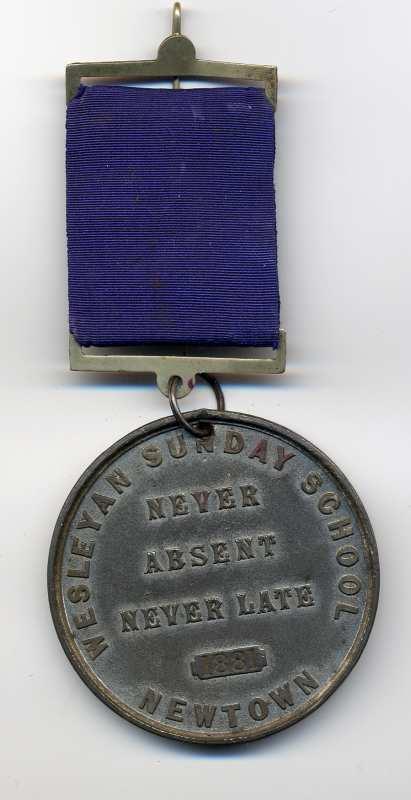 WESLEYAN SUNDAY SCHOOL
NEVER
ABSENT
NEVER LATE
1881
NEWTOWN